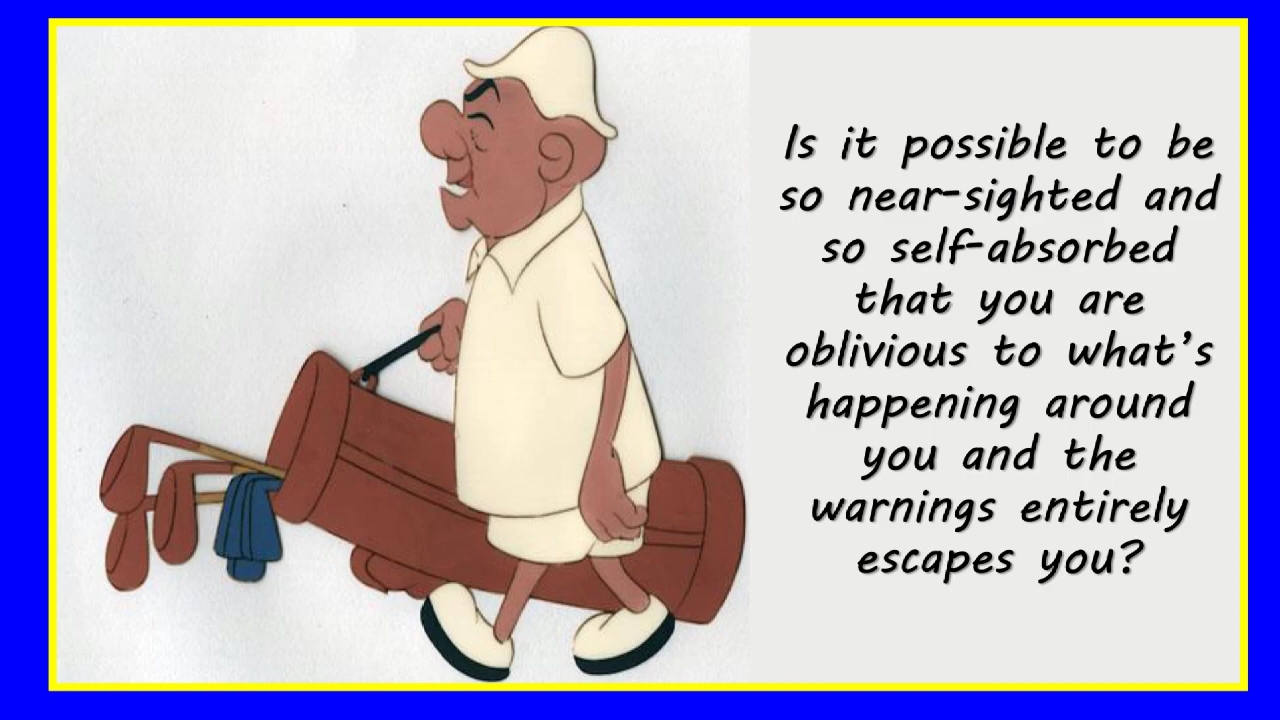 Is it possible to be
so near-sighted and
so self-absorbed
that you are
oblivious to what’s
happening around
you and the
warnings entirely
escapes you?